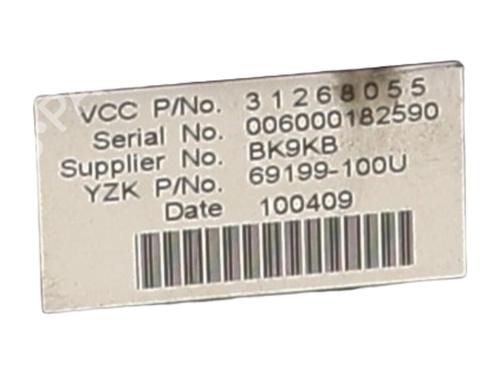 VCC P/No. 31268055
Serial No. 006000182590
Supplier No. BK9KB
YZK P/No. 69199-100U
Date 100409